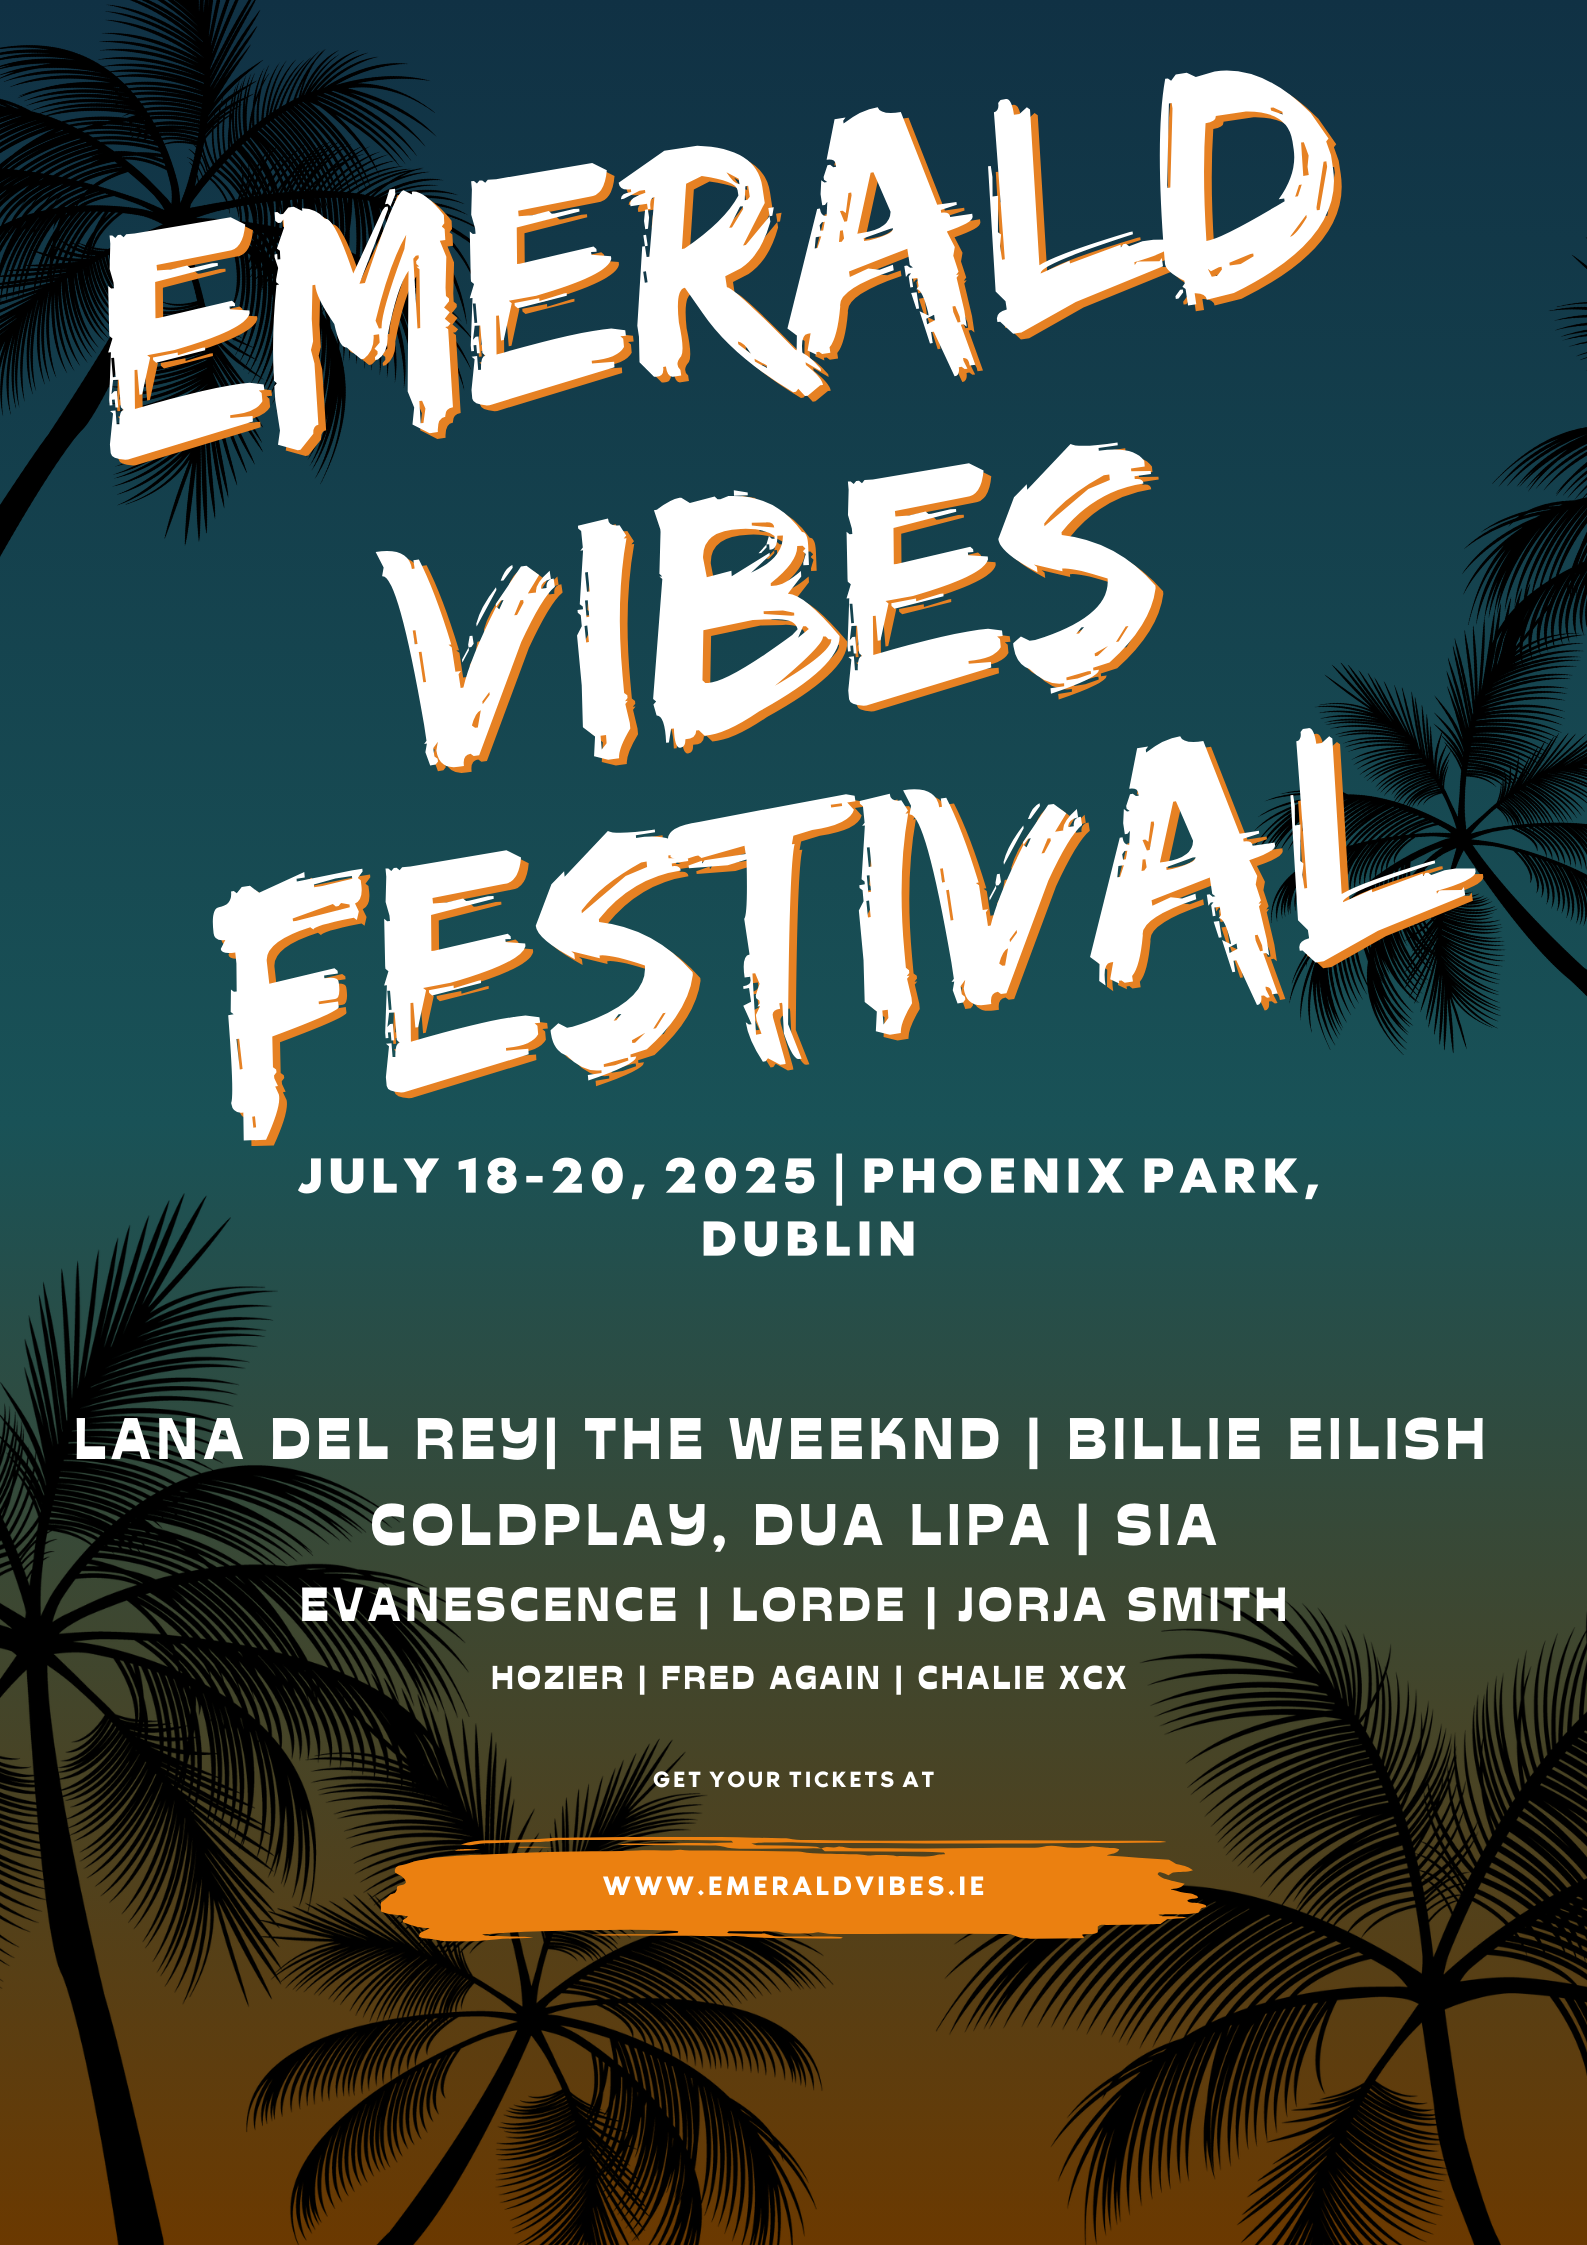 EMERALD
VIBES
FESTIVAL
JULY 18-20, 2025 | PHOENIX PARK,
DUBLIN
LANA DEL REY| THE WEEKND | BILLIE EILISH
COLDPLAY, DUA LIPA | SIA
EVANESCENCE | LORDE | JORJA SMITH
HOZIER | FRED AGAIN | CHALIE XCX
GET YOUR TICKETS AT
WWW.EMERALDVIBES.IE